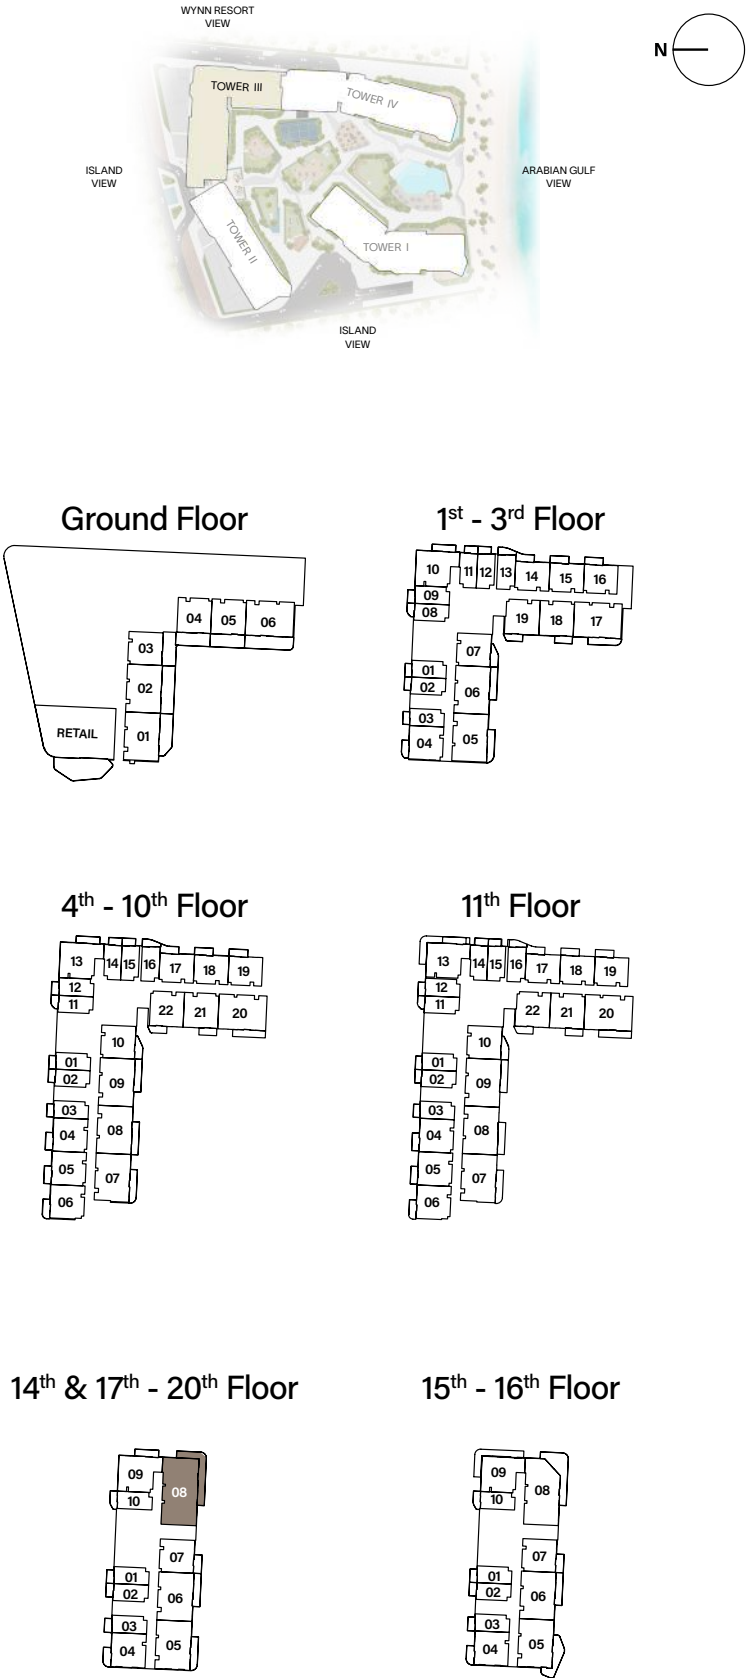 WYNN RESORT
VIEW
N
TOWER III
TOWER IV
ISLAND
VIEW
ARABIAN GULF
VIEW
TOWER II
TOWER I
ISLAND
VIEW
Ground Floor
04 05 06
03
02
RETAIL
01
1st - 3rd Floor
10 11 12 13 14 15 16
09
08
19 18 17
07
01
02
06
03
04
05
4th - 10th Floor
13 14 15 16 17 18 19
12
11
22 21 20
10
01
02
09
03
04
08
05
07
06
11th Floor
13 14 15 16 17 18 19
12
11
22 21 20
10
01
02
09
03
04
08
05
07
06
14th & 17th - 20th Floor
09
08
10
07
01
02
06
03
04
05
15th - 16th Floor
09
08
10
07
01
02
06
03
04
05